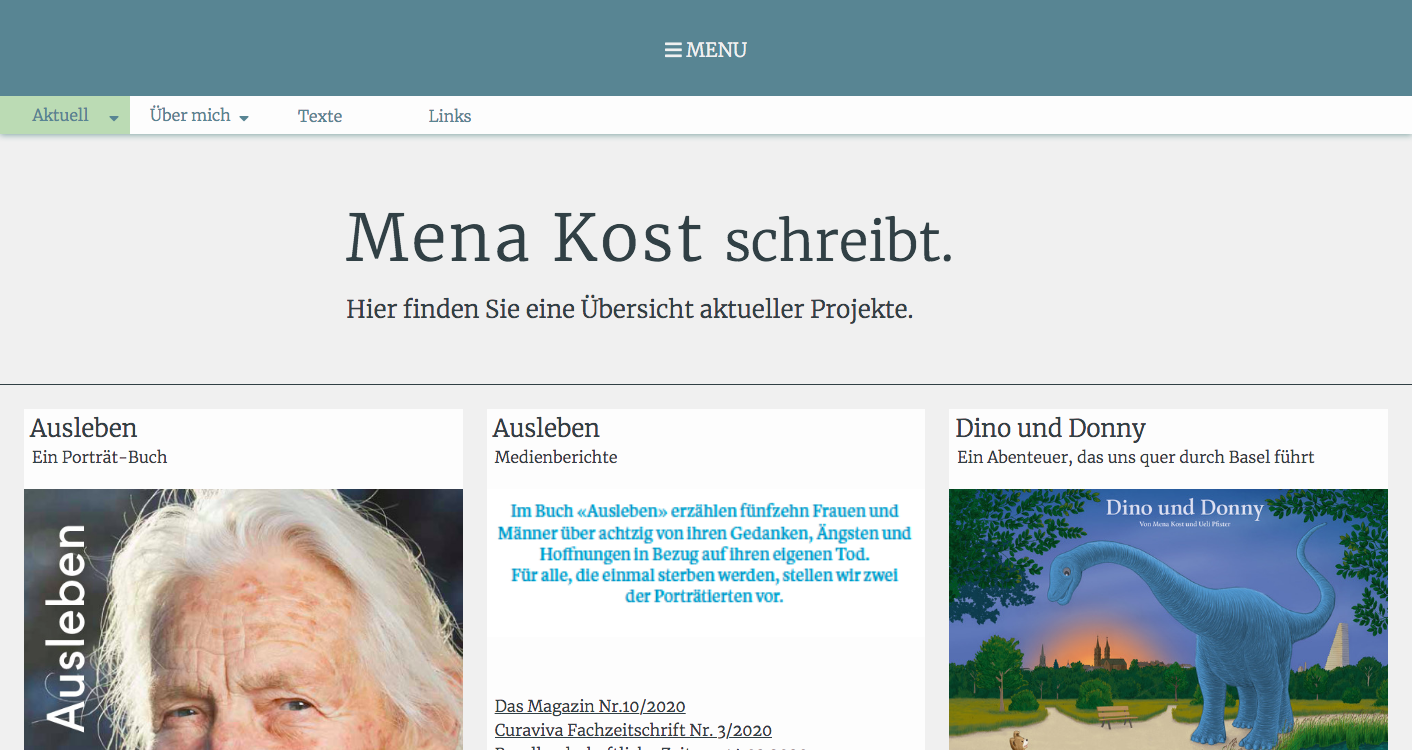 MENU
Aktuell
Über mich
Texte
Links
Mena Kost schreibt.
Hier finden Sie eine Übersicht aktueller Projekte.
Ausleben
Ein Porträt-Buch
Ausleben
Ausleben
Medienberichte
Im Buch «Ausleben» erzählen fünfzehn Frauen und
Männer über achtzig von ihren Gedanken, Ängsten und
Hoffnungen in Bezug auf ihren eigenen Tod.
Für alle, die einmal sterben werden, stellen wir zwei
der Porträtierten vor.
Das Magazin Nr.10/2020
Curaviva Fachzeitschrift Nr. 3/2020
Dino und Donny
Ein Abenteuer, das uns quer durch Basel führt
Dino und Donny
Von Mena Kost und Ueli Pfister